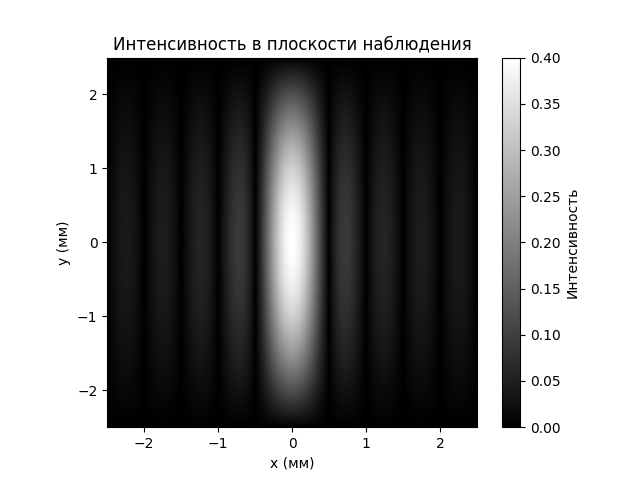 Интенсивность в плоскости наблюдения
2
1
0
−1
−2
y (мм)
−2 −1 0 1 2
x (мм)
0.40
0.35
0.30
0.25
0.20
0.15
0.10
0.05
0.00
Интенсивность